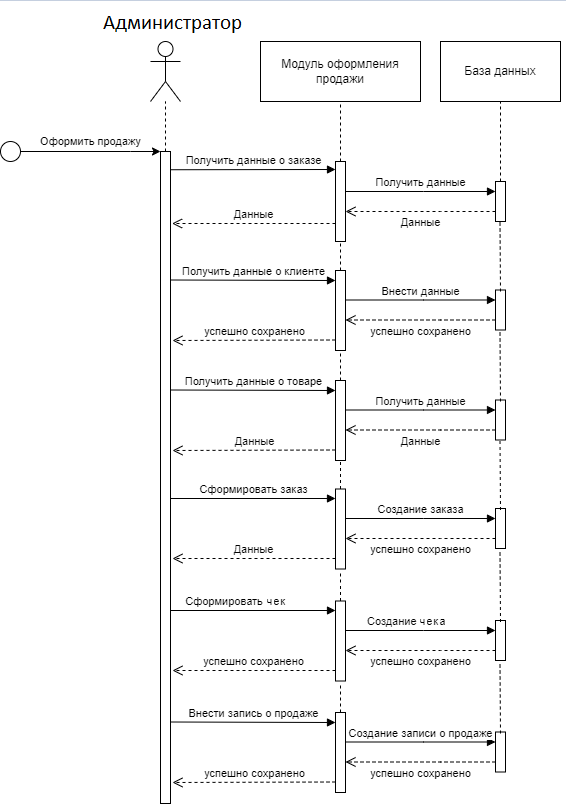 Администратор
Модуль оформления
продажи
База данных
Оформить продажу
Получить данные о заказе
Получить данные
Данные
Данные
Получить данные о клиенте
Внести данные
успешно сохранено
успешно сохранено
Получить данные о товаре
Получить данные
Данные
Данные
Сформировать заказ
Создание заказа
Данные
успешно сохранено
Сформировать чек
Создание чека
успешно сохранено
успешно сохранено
Внести запись о продаже
Создание записи о продаже
успешно сохранено
успешно сохранено